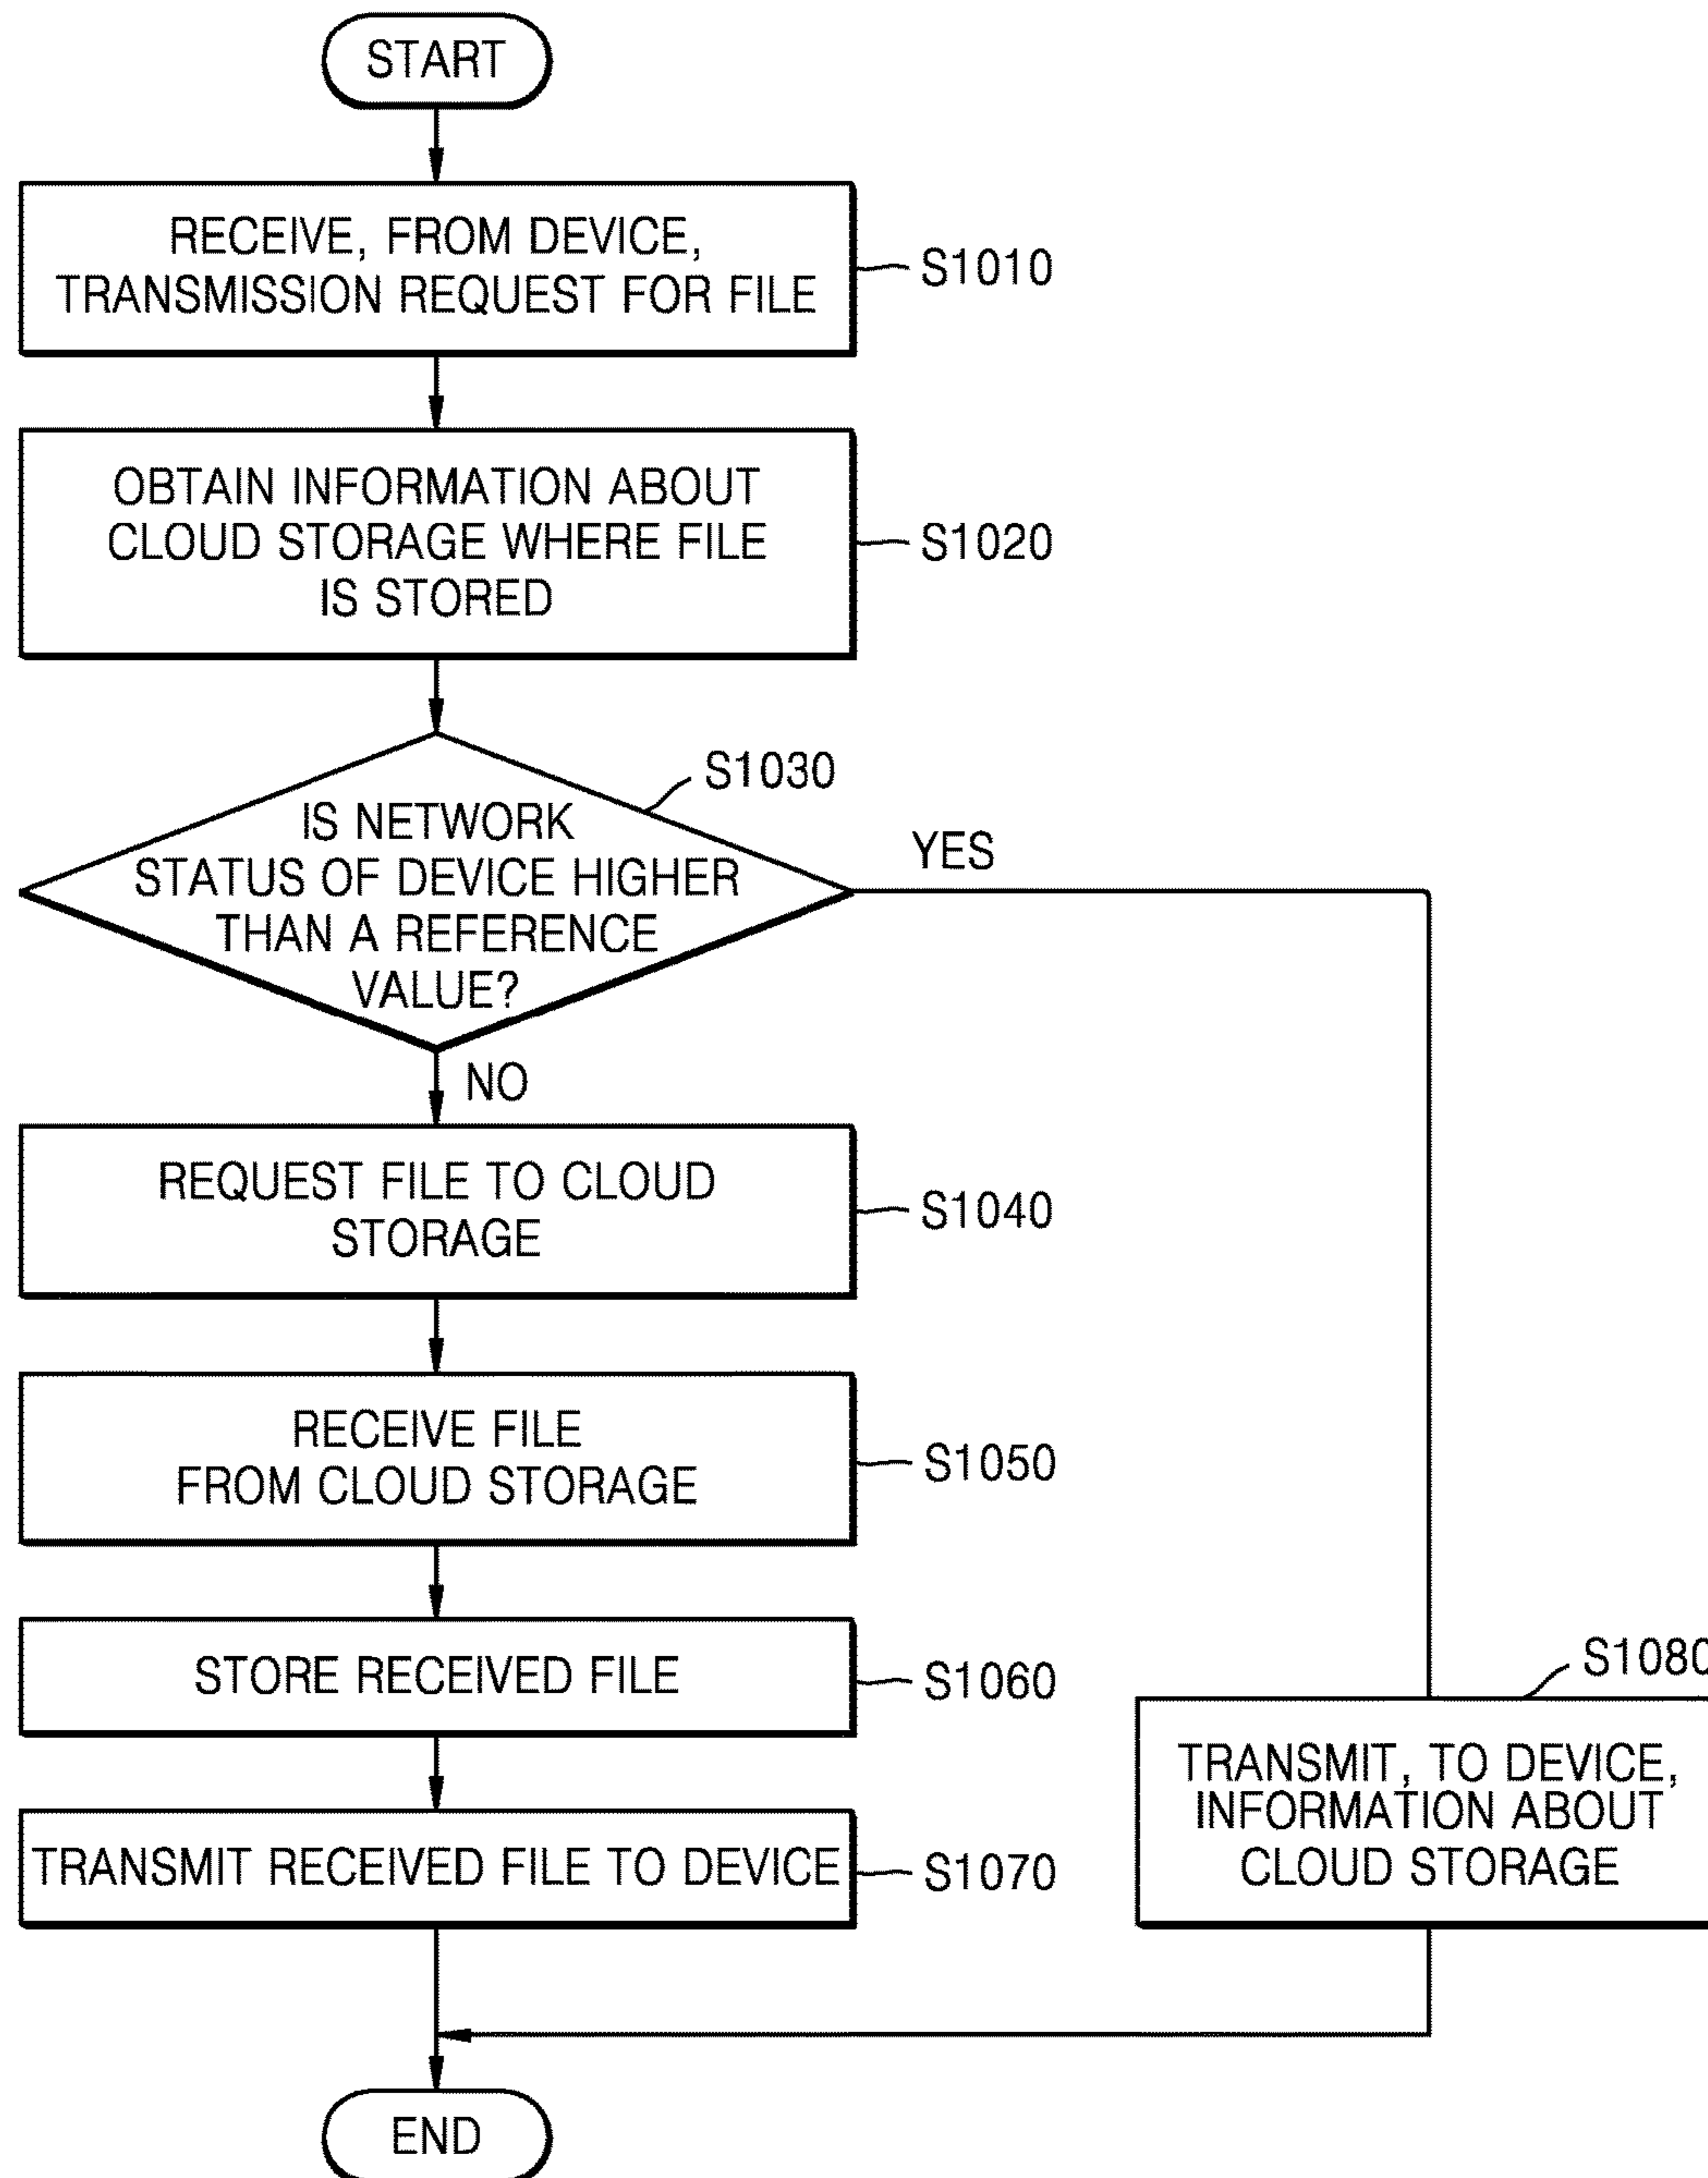 START
RECEIVE, FROM DEVICE,
TRANSMISSION REQUEST FOR FILE
S1010
OBTAIN INFORMATION ABOUT
CLOUD STORAGE WHERE FILE
IS STORED
S1020
S1030
IS NETWORK
STATUS OF DEVICE HIGHER
THAN A REFERENCE
VALUE?
YES
NO
REQUEST FILE TO CLOUD
STORAGE
S1040
RECEIVE FILE
FROM CLOUD STORAGE
S1050
STORE RECEIVED FILE
S1060
S1080
TRANSMIT, TO DEVICE,
INFORMATION ABOUT
CLOUD STORAGE
TRANSMIT RECEIVED FILE TO DEVICE
S1070
END